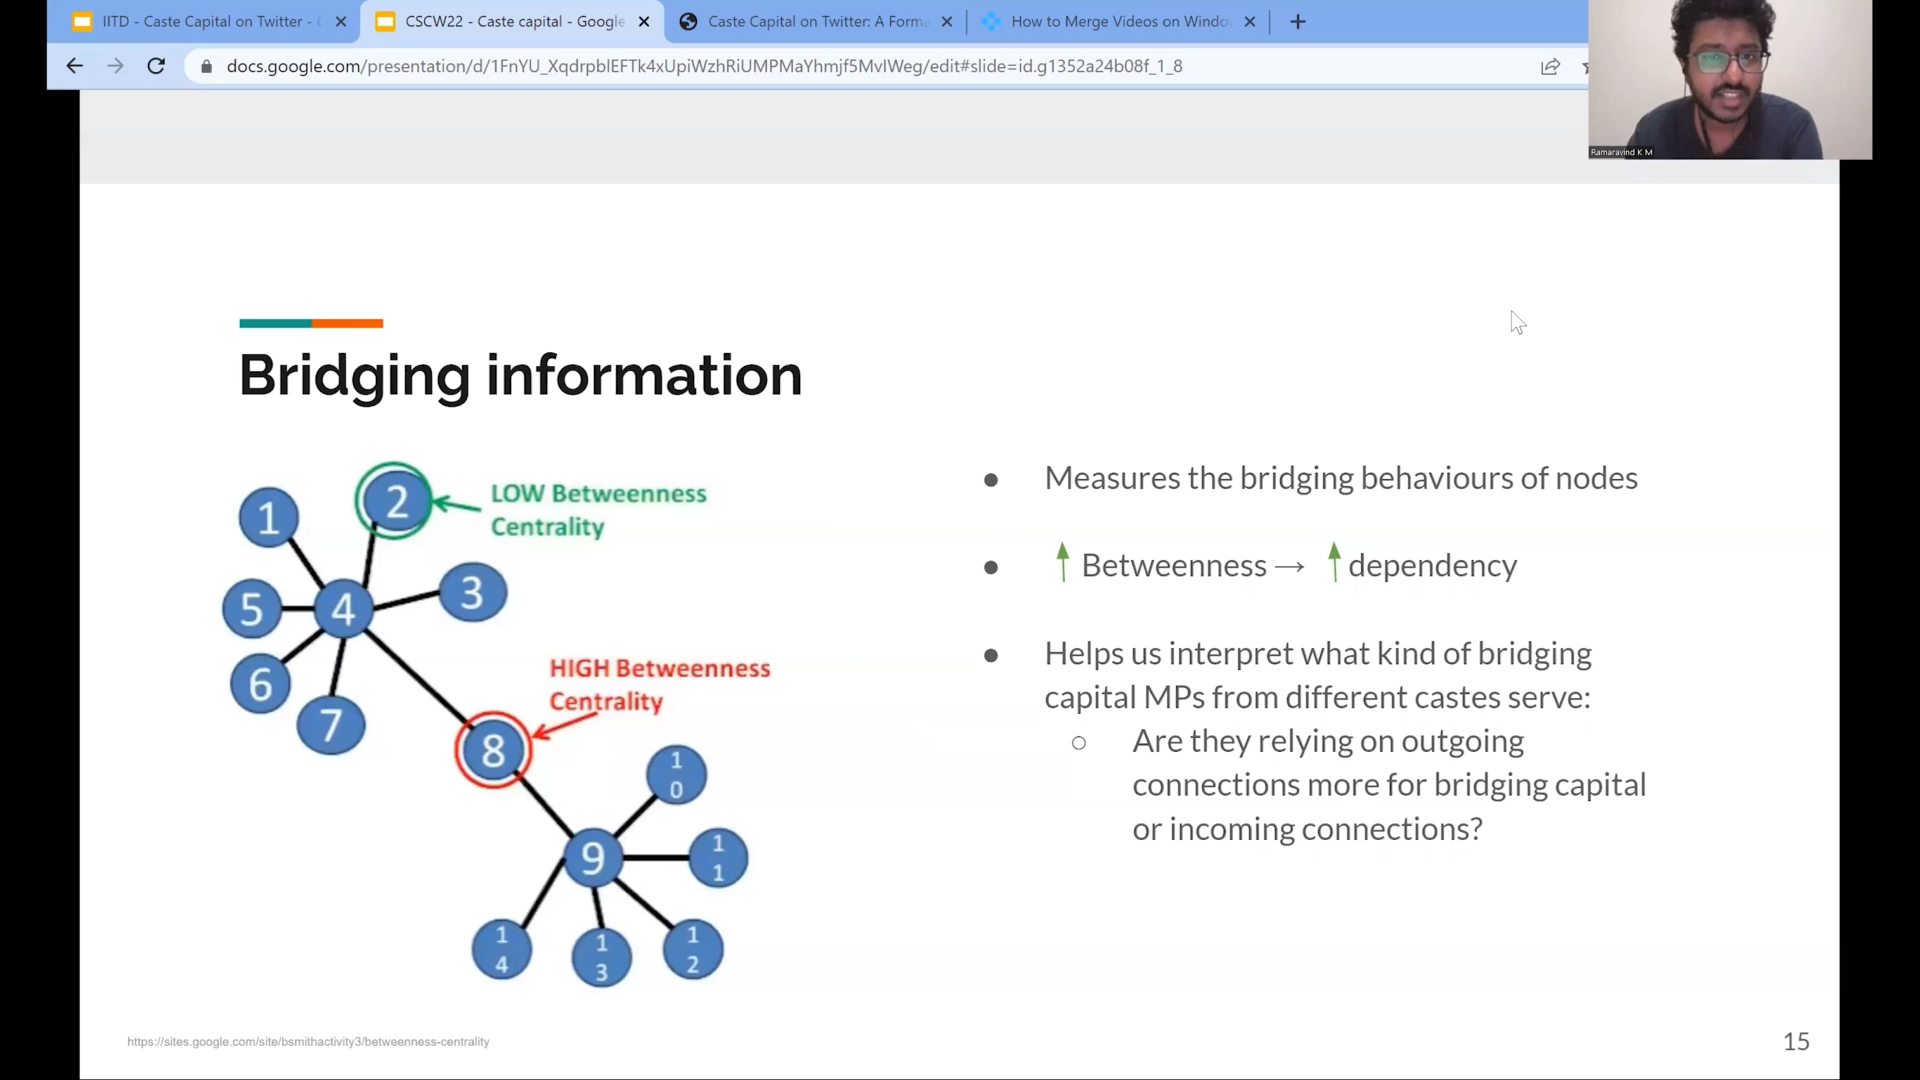 IITD - Caste Capital on Twitter -
CSCW22 - Caste capital - Google
Caste Capital on Twitter: A Forma
How to Merge Videos on Windo
docs.google.com/presentation/d/1FnYU_XqdrpblEFTk4xUpiWzhRiUMPMaYhmjf5MvIWeg/edit#slide=id.g1352a24b08f_1_8
Ramaravind K M
Bridging information
1
2
3
4
5
6
7
8
9
1
0
1
1
1
2
1
3
1
4
LOW Betweenness
Centrality
HIGH Betweenness
Centrality
● Measures the bridging behaviours of nodes
● Betweenness → dependency
● Helps us interpret what kind of bridging
capital MPs from different castes serve:
○ Are they relying on outgoing
connections more for bridging capital
or incoming connections?
https://sites.google.com/site/bsmithactivity3/betweenness-centrality
15